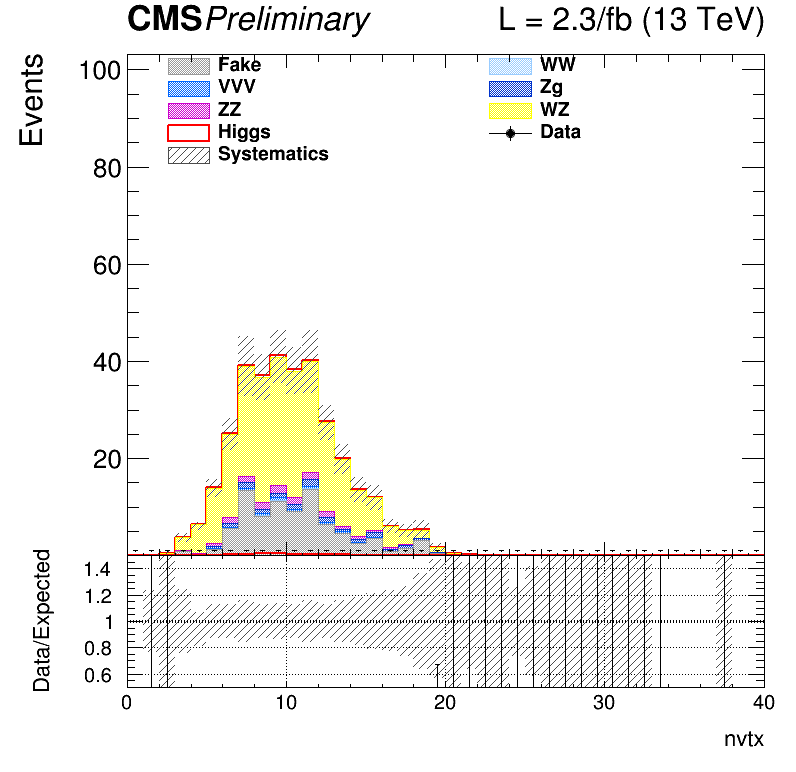 CMS Preliminary L = 2.3/fb (13 TeV)
Events
100
80
60
40
20
Fake WW
VVV Zg
ZZ WZ
Higgs Data
Systematics
Data/Expected
1.4
1.2
1
0.8
0.6
0 10 20 30 40
nvtx